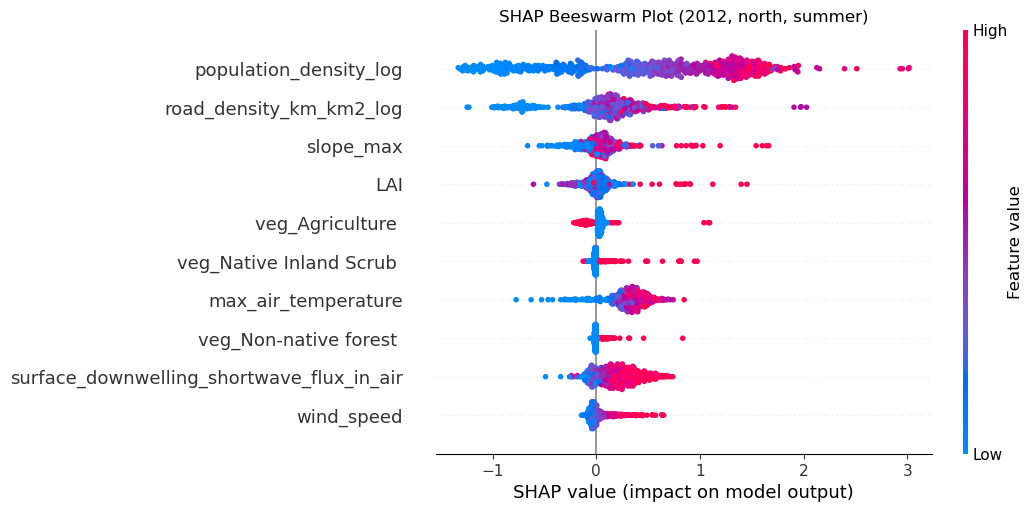 SHAP Beeswarm Plot (2012, north, summer)
High
population_density_log
road_density_km_km2_log
slope_max
LAI
veg_Agriculture
veg_Native Inland Scrub
max_air_temperature
veg_Non-native forest
surface_downwelling_shortwave_flux_in_air
wind_speed
Feature value
Low
−1
0
1
2
3
SHAP value (impact on model output)